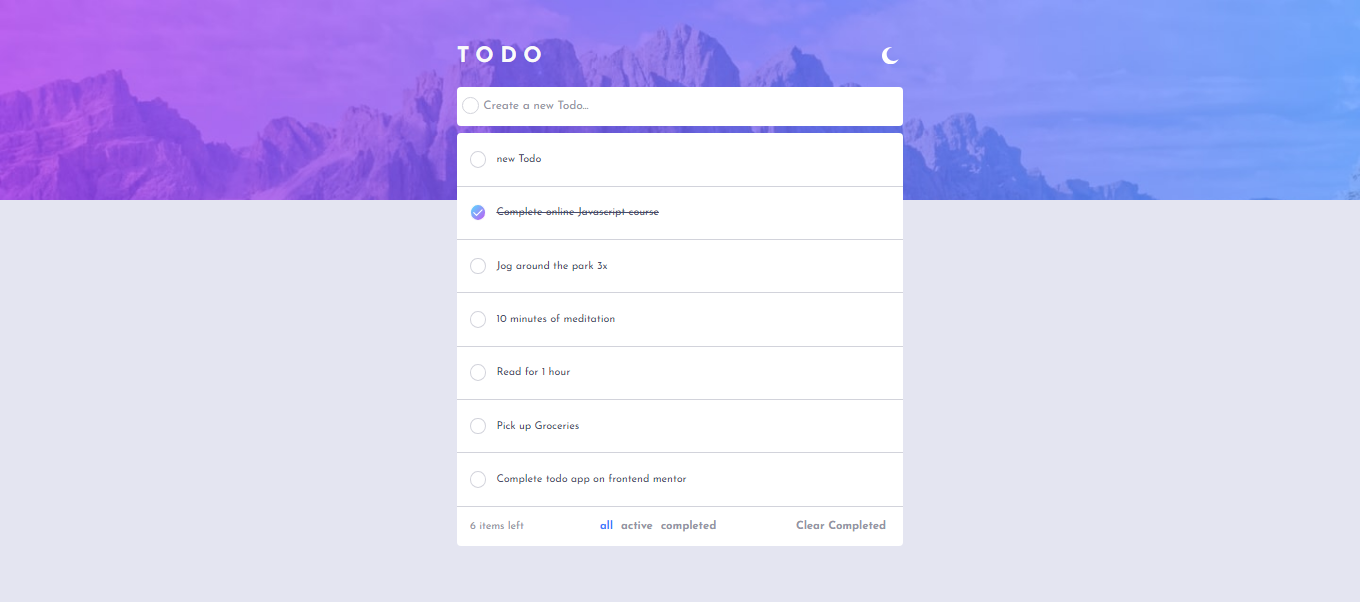 TODO
Create a new Todo...
new Todo
Complete online Javascript course
Jog around the park 3x
10 minutes of meditation
Read for 1 hour
Pick up Groceries
Complete todo app on frontend mentor
6 items left all active completed Clear Completed